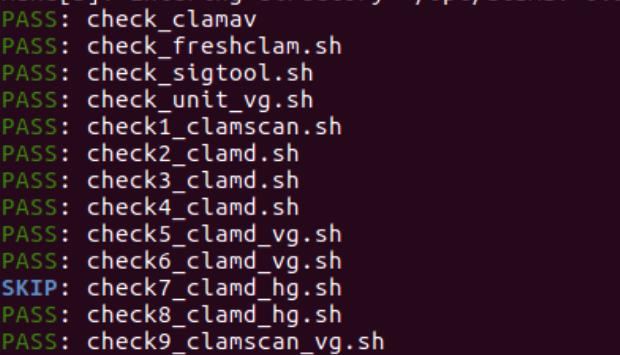 PASS: check_clamav
PASS: check_freshclam.sh
PASS: check_sigtool.sh
PASS: check_unit_vg.sh
PASS: check1_clamscan.sh
PASS: check2_clamd.sh
PASS: check3_clamd.sh
PASS: check4_clamd.sh
PASS: check5_clamd_vg.sh
PASS: check6_clamd_vg.sh
SKIP: check7_clamd_hg.sh
PASS: check8_clamd_hg.sh
PASS: check9_clamscan_vg.sh